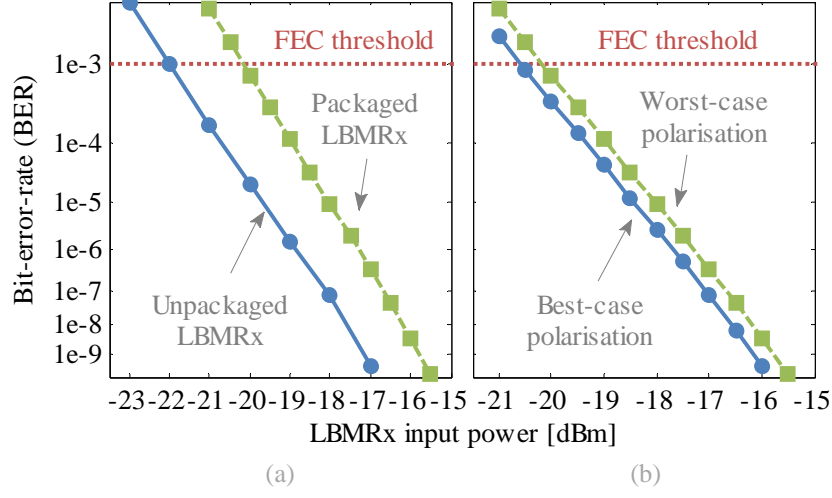 FEC threshold
FEC threshold
Bit-error-rate (BER)
1e-3
1e-4
1e-5
1e-6
1e-7
1e-8
1e-9
Packaged
LBMRx
Unpackaged
LBMRx
Worst-case
polarisation
Best-case
polarisation
-23 -22 -21 -20 -19 -18 -17 -16 -15
-21 -20 -19 -18 -17 -16 -15
LBMRx input power [dBm]
(a)
(b)